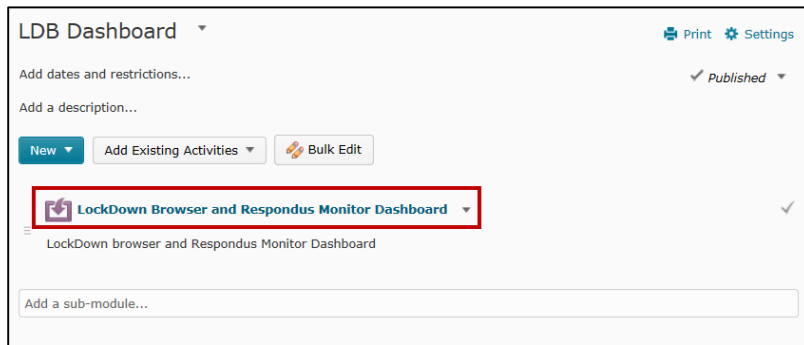 LDB Dashboard
Print Settings
Add dates and restrictions...
Published
Add a description...
New Add Existing Activities Bulk Edit
LockDown Browser and Respondus Monitor Dashboard
LockDown browser and Respondus Monitor Dashboard
Add a sub-module...